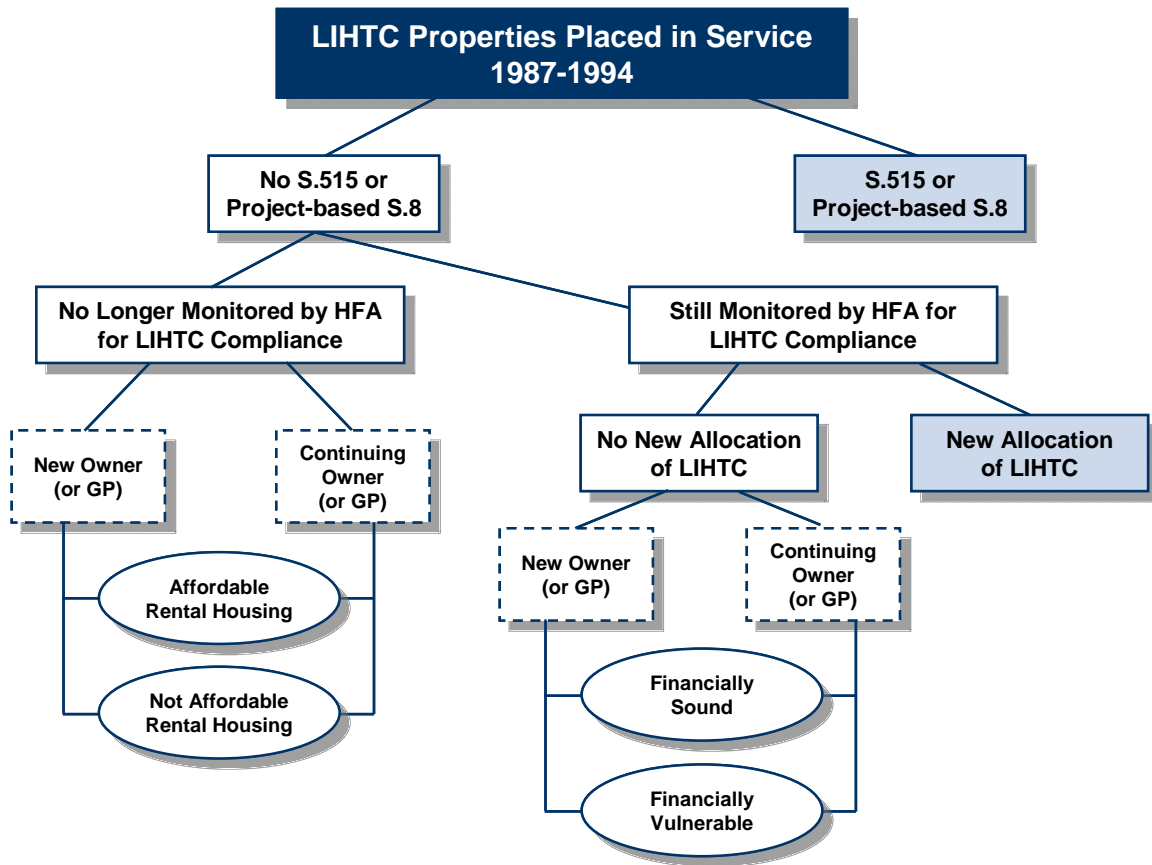 LIHTC Properties Placed in Service
1987-1994
No S.515 or
Project-based S.8
S.515 or
Project-based S.8
No Longer Monitored by HFA
for LIHTC Compliance
Still Monitored by HFA for
LIHTC Compliance
New Owner
(or GP)
Continuing
Owner
(or GP)
No New Allocation
of LIHTC
New Allocation
of LIHTC
Affordable
Rental Housing
Not Affordable
Rental Housing
New Owner
(or GP)
Continuing
Owner
(or GP)
Financially
Sound
Financially
Vulnerable